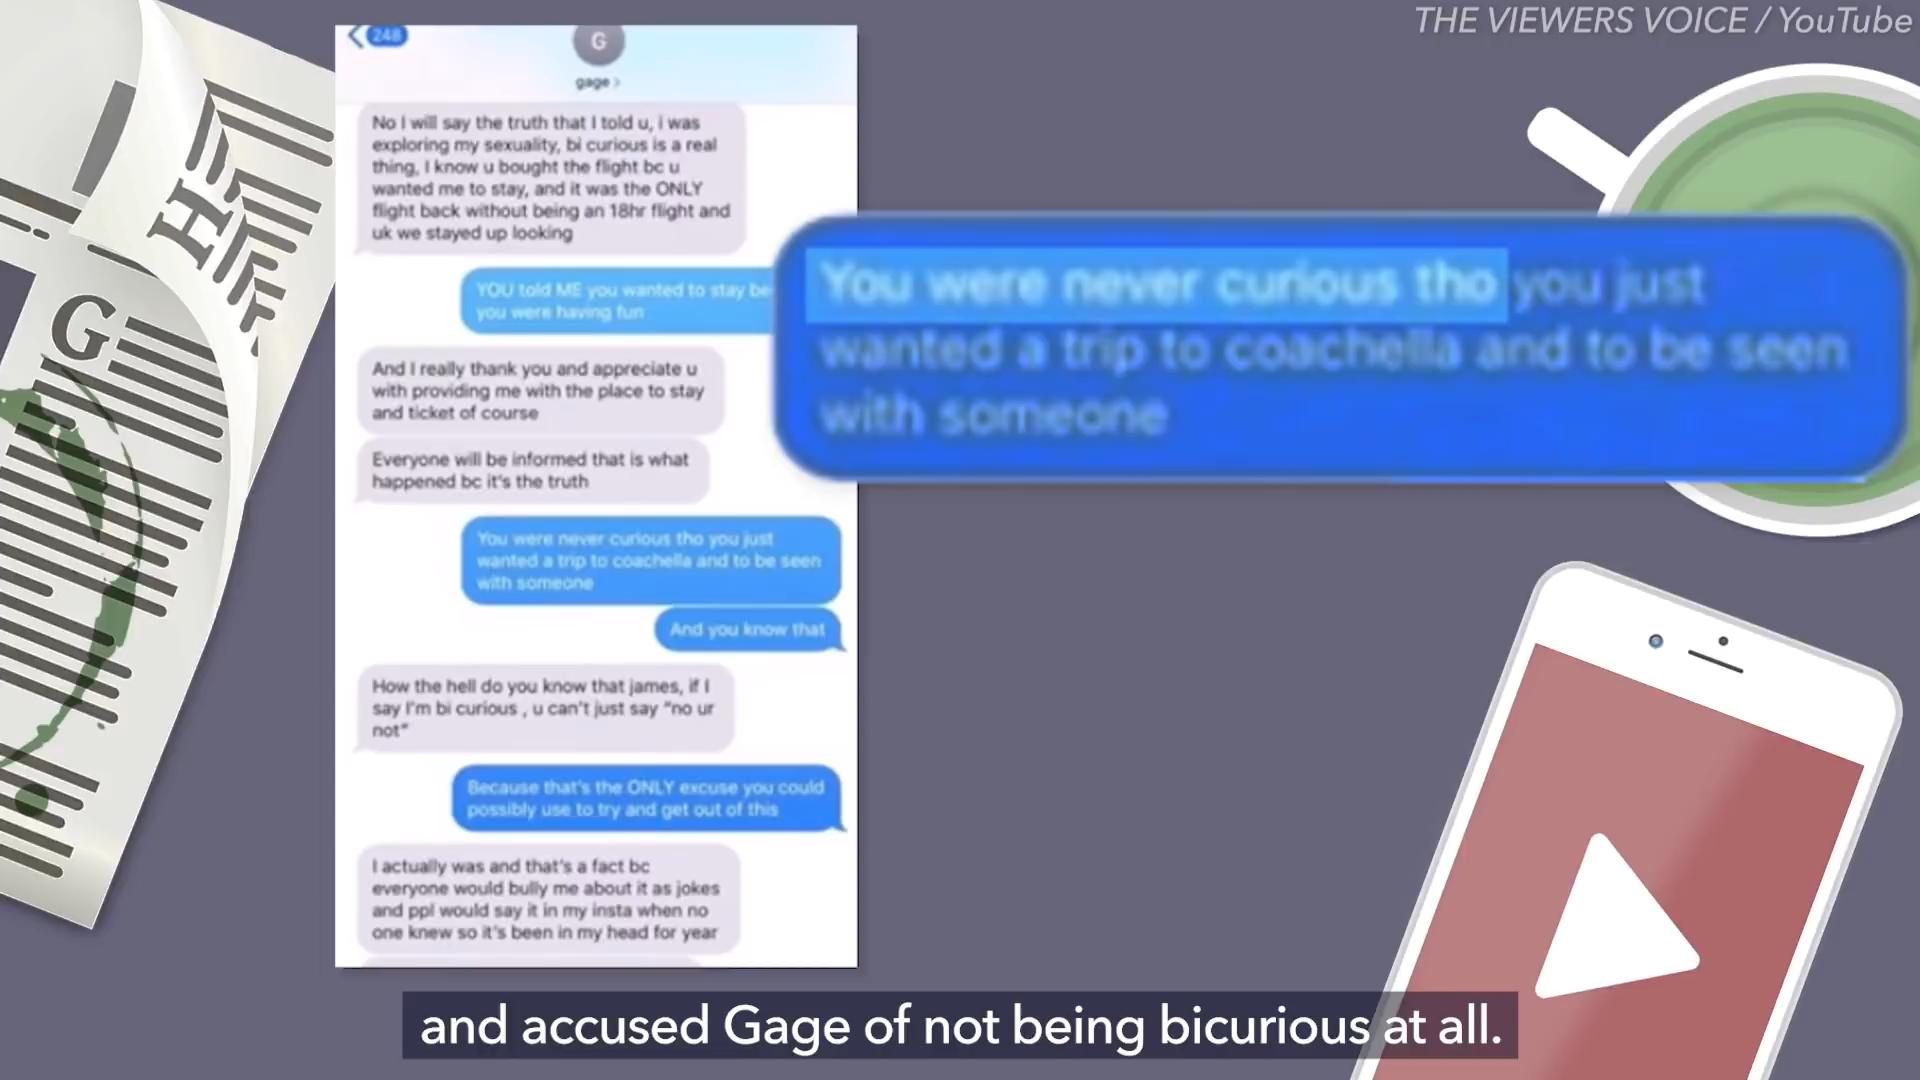 THE VIEWERS VOICE / YouTube
248
G
gage >
No I will say the truth that I told u, i was
exploring my sexuality, bi curious is a real
thing, I know u bought the flight bc u
wanted me to stay, and it was the ONLY
flight back without being an 18hr flight and
uk we stayed up looking
YOU told ME you wanted to stay be
you were having fun
And I really thank you and appreciate u
with providing me with the place to stay
and ticket of course
Everyone will be informed that is what
happened bc it's the truth
You were never curious tho you just
wanted a trip to coachella and to be seen
with someone
And you know that
How the hell do you know that james, if I
say I'm bi curious , u can't just say "no ur
not"
Because that's the ONLY excuse you could
possibly use to try and get out of this
I actually was and that's a fact bc
everyone would bully me about it as jokes
and ppl would say it in my insta when no
one knew so it's been in my head for year
You were never curious tho you just
wanted a trip to coachella and to be seen
with someone
H
G
and accused Gage of not being bicurious at all.